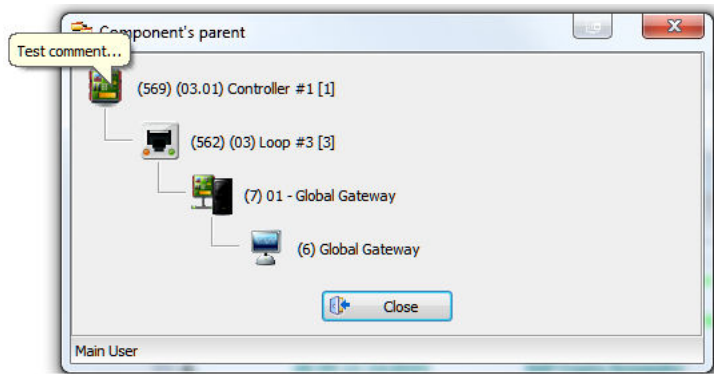 Component's parent
Test comment...
(569) (03.01) Controller #1 [1]
(562) (03) Loop #3 [3]
(7) 01 - Global Gateway
(6) Global Gateway
Close
Main User